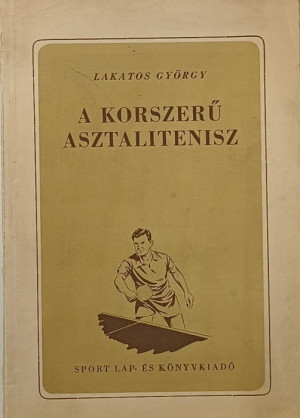 LAKATOS GYÖRGY
A KORSZERŰ
ASZTALITENISZ
SPORT LAP- ÉS KÖNYVKIADÓ